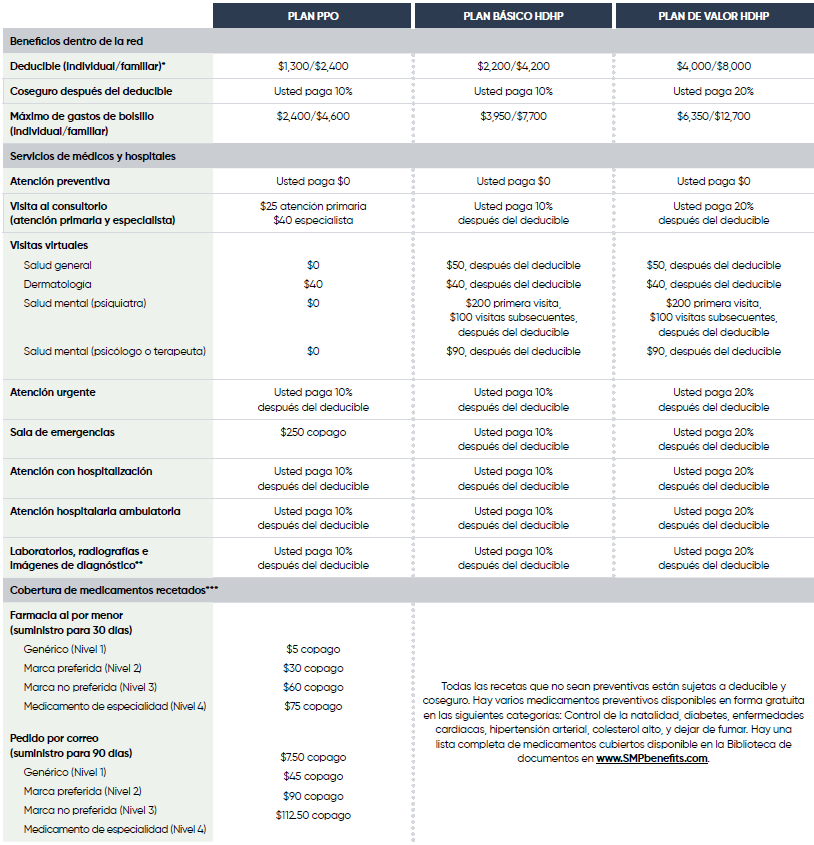 PLAN PPO PLAN BÁSICO HDHP PLAN DE VALOR HDHP
Beneficios dentro de la red
Deducible (individual/familiar)* $1,300/$2,400 $2,200/$4,200 $4,000/$8,000
Coseguro después del deducible Usted paga 10% Usted paga 10% Usted paga 20%
Máximo de gastos de bolsillo $2,400/$4,600 $3,950/$7,700 $6,350/$12,700
(individual/familiar)
Servicios de médicos y hospitales
Atención preventiva Usted paga $0 Usted paga $0 Usted paga $0
Visita al consultorio $25 atención primaria Usted paga 10% Usted paga 20%
(atención primaria y especialista) $40 especialista después del deducible después del deducible
Visitas virtuales
Salud general $0 $50, después del deducible $50, después del deducible
Dermatología $40 $40, después del deducible $40, después del deducible
Salud mental (psiquiatra) $0 $200 primera visita, $200 primera visita,
$100 visitas subsecuentes, $100 visitas subsecuentes,
después del deducible después del deducible
Salud mental (psicólogo o terapeuta) $0 $90, después del deducible $90, después del deducible
Atención urgente Usted paga 10% Usted paga 10% Usted paga 20%
después del deducible después del deducible después del deducible
Sala de emergencias $250 copago Usted paga 10% Usted paga 20%
después del deducible después del deducible
Atención con hospitalización Usted paga 10% Usted paga 10% Usted paga 20%
después del deducible después del deducible después del deducible
Atención hospitalaria ambulatoria Usted paga 10% Usted paga 10% Usted paga 20%
después del deducible después del deducible después del deducible
Laboratorios, radiografías e Usted paga 10% Usted paga 10% Usted paga 20%
imágenes de diagnóstico** después del deducible después del deducible después del deducible
Cobertura de medicamentos recetados***
Farmacia al por menor
(suministro para 30 días)
Genérico (Nivel 1) $5 copago
Marca preferida (Nivel 2) $30 copago
Marca no preferida (Nivel 3) $60 copago
Medicamento de especialidad (Nivel 4) $75 copago
Pedido por correo
(suministro para 90 días) $7.50 copago
Genérico (Nivel 1) $45 copago
Marca preferida (Nivel 2) $90 copago
Marca no preferida (Nivel 3) $112.50 copago
Medicamento de especialidad (Nivel 4)
Todas las recetas que no sean preventivas están sujetas a deducible y
coseguro. Hay varios medicamentos preventivos disponibles en forma gratuita
en las siguientes categorías: Control de la natalidad, diabetes, enfermedades
cardíacas, hipertensión arterial, colesterol alto, y dejar de fumar. Hay una
lista completa de medicamentos cubiertos disponible en la Biblioteca de
documentos en www.SMPbenefits.com.